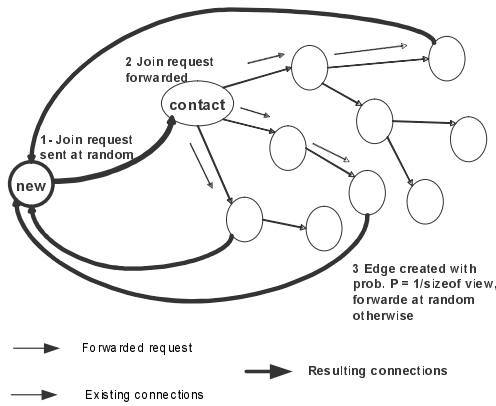 2 Join request
forwarded
contact
1- Join request
sent at random
new
3 Edge created with
prob. P = 1/sizeof view,
forwarde at random
otherwise
Forwarded request
Resulting connections
Existing connections